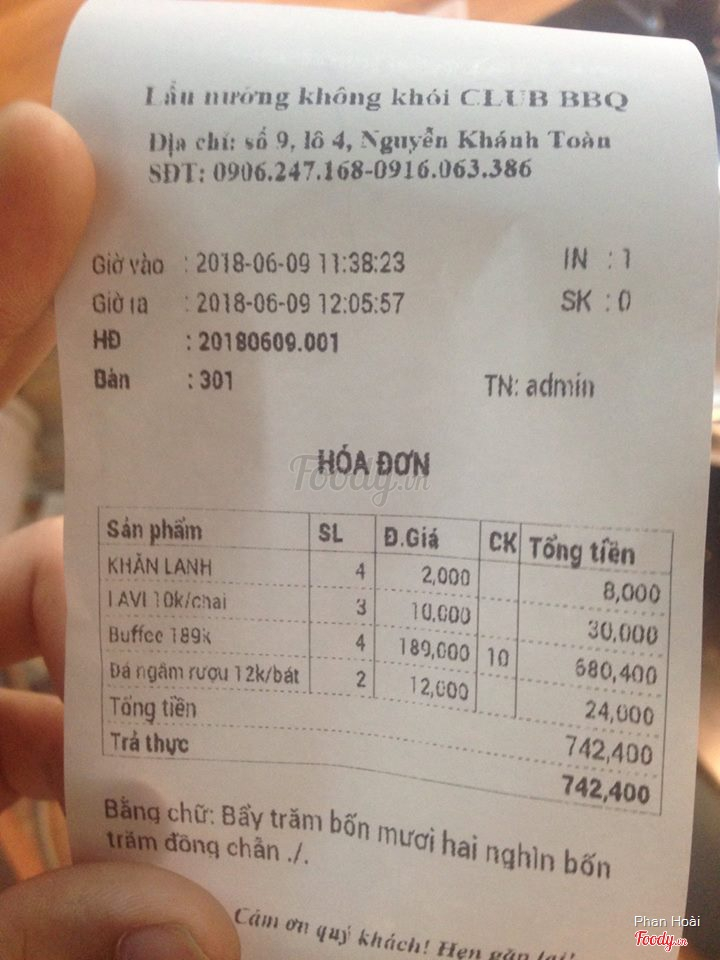 Lẩu nướng không khói CLUB BBQ
Địa chỉ: số 9, lô 4, Nguyễn Khánh Toàn
SĐT: 0906.247.168-0916.063.386
Giờ vào : 2018-06-09 11:38:23 IN : 1
Giờ ra : 2018-06-09 12:05:57 SK : 0
HĐ : 20180609.001
Bàn : 301 TN: admin
HÓA ĐƠN
Foody.vn
Sản phẩm SL Đ.Giá CK Tổng tiền
KHĂN LẠNH 4 2,000 8,000
LAVI 10k/chai 3 10,000 30,000
Buffee 189k 4 189,000 10 680,400
Đá ngâm rượu 12k/bát 2 12,000 24,000
Tổng tiền 742,400
Trả thực 742,400
Bằng chữ: Bẩy trăm bốn mươi hai nghìn bốn
trăm đồng chẵn ./.
Cám ơn quý khách! Hẹn gặp lại!
Phan Hoài
Foody.vn